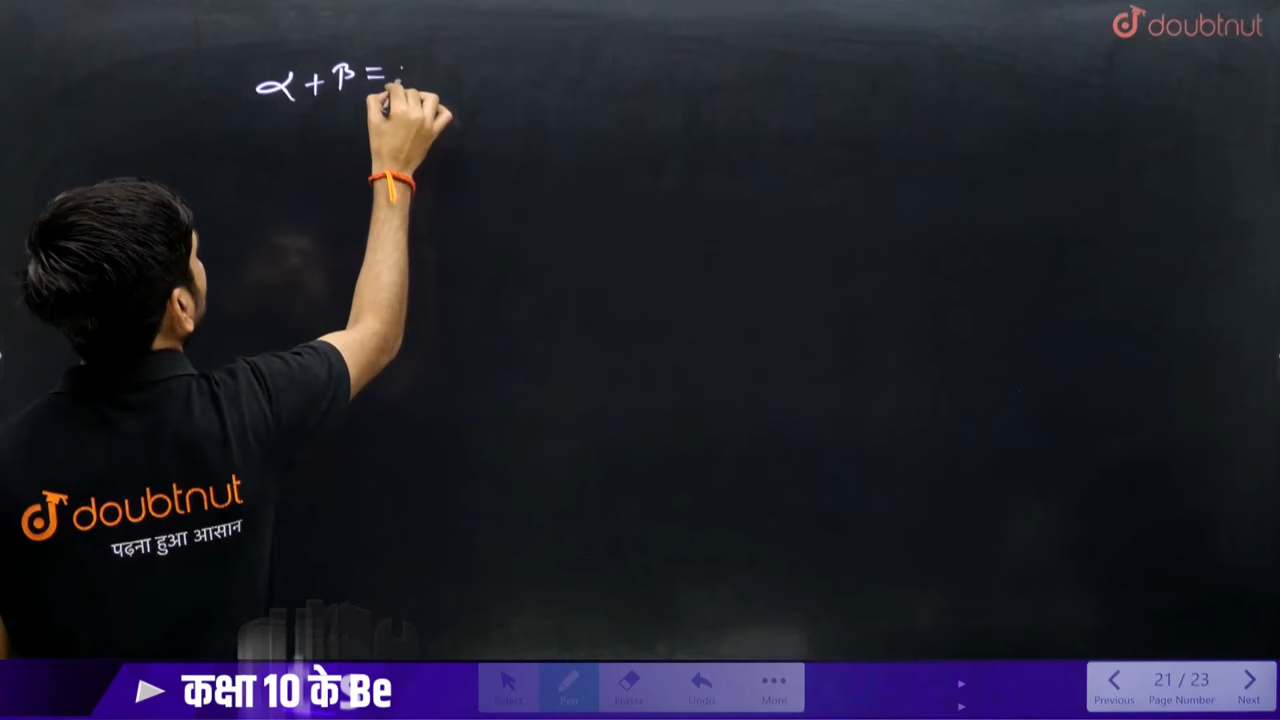 doubtnut
α + β =
doubtnut
पढ़ना हुआ आसान
कक्षा 10 के Be
Select
Pen
Eraser
Undo
More
21 / 23
Previous
Page Number
Next